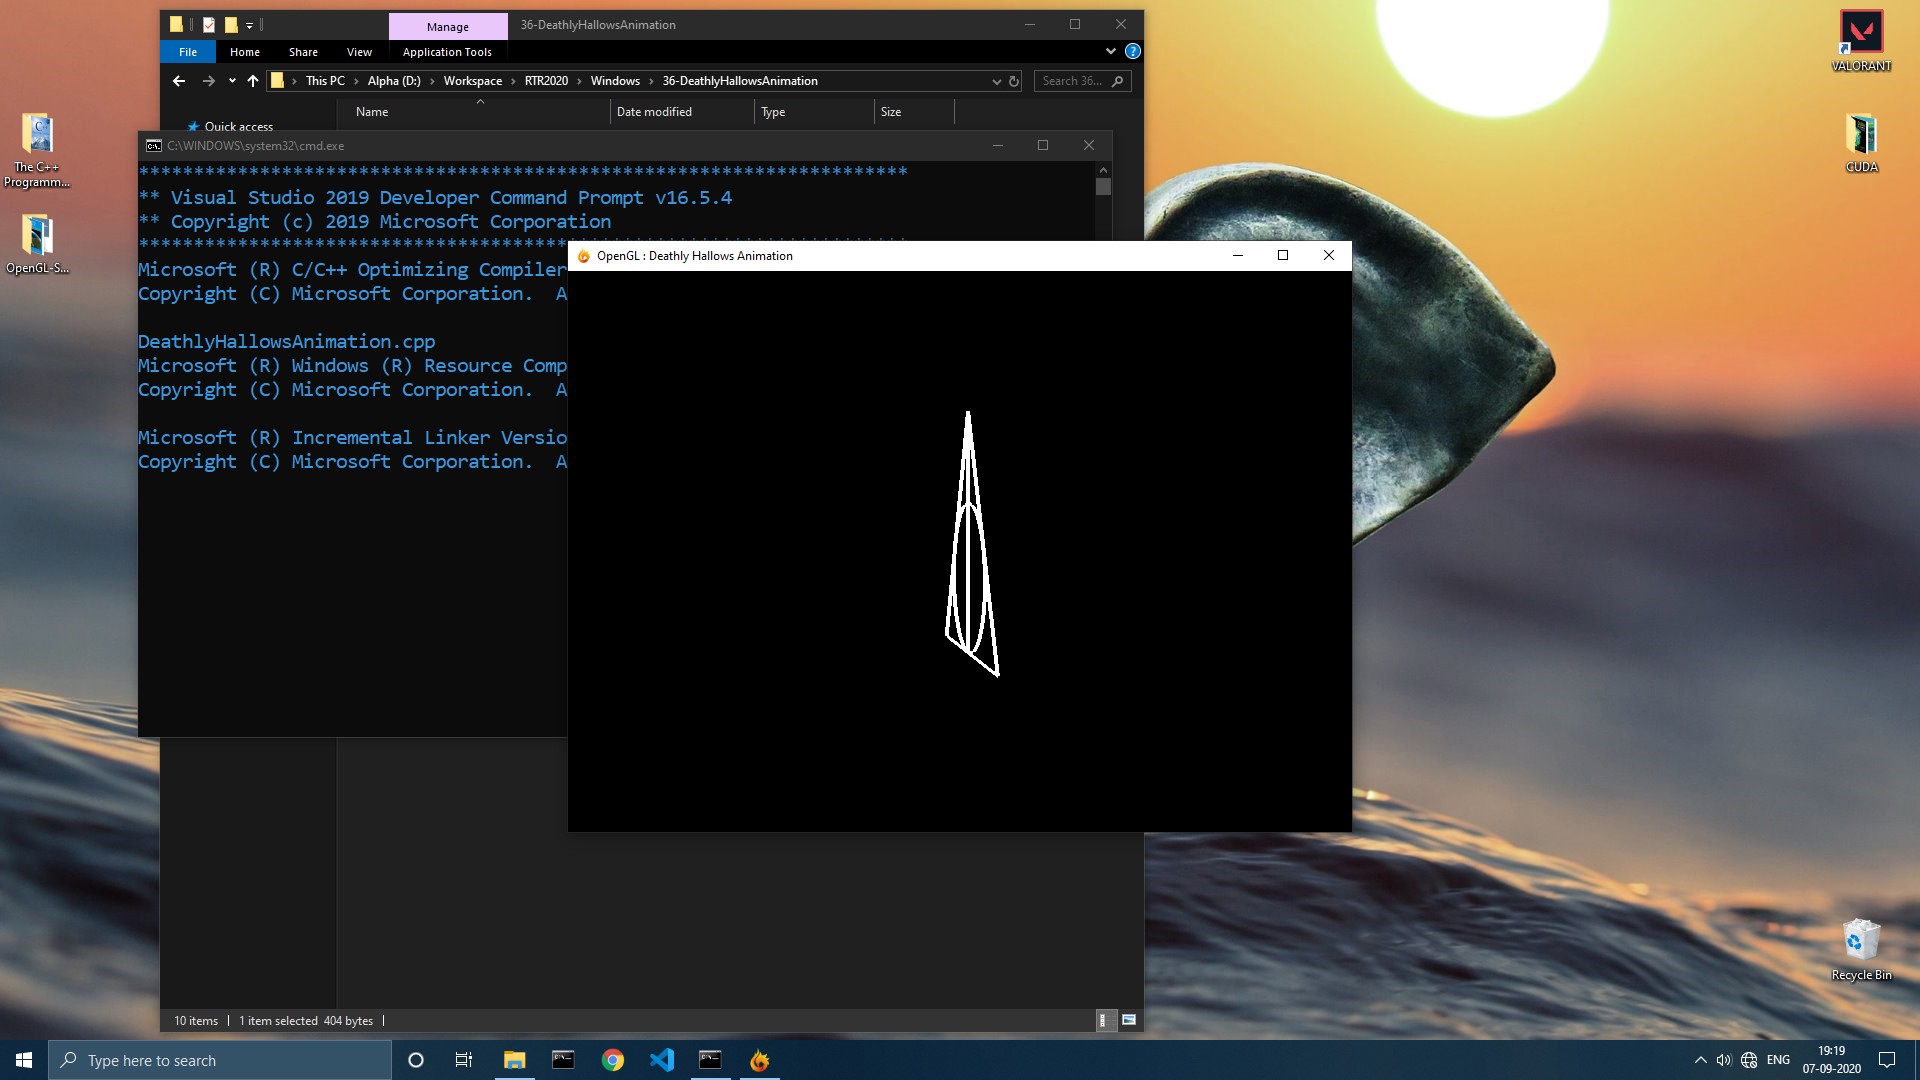 Manage
36-DeathlyHallowsAnimation
File
Home
Share
View
Application Tools
This PC
Alpha (D:)
Workspace
RTR2020
Windows
36-DeathlyHallowsAnimation
Search 36...
Name
Date modified
Type
Size
Quick access
C:\WINDOWS\system32\cmd.exe
**********************************************************************
** Visual Studio 2019 Developer Command Prompt v16.5.4
** Copyright (c) 2019 Microsoft Corporation
**********************************************************************
Microsoft (R) C/C++ Optimizing Compiler
Copyright (C) Microsoft Corporation.  A
DeathlyHallowsAnimation.cpp
Microsoft (R) Windows (R) Resource Comp
Copyright (C) Microsoft Corporation.  A
Microsoft (R) Incremental Linker Versio
Copyright (C) Microsoft Corporation.  A
OpenGL : Deathly Hallows Animation
10 items
1 item selected  404 bytes
The C++
Programm...
OpenGL-S...
VALORANT
CUDA
Recycle Bin
Type here to search
ENG
19:19
07-09-2020